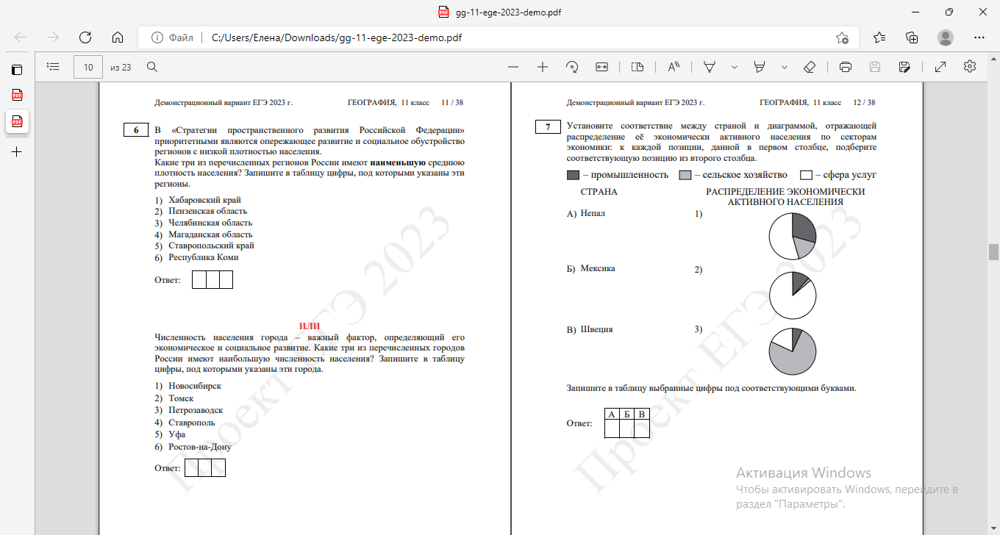 gg-11-ege-2023-demo.pdf
Файл
C:/Users/Елена/Downloads/gg-11-ege-2023-demo.pdf
10 из 23
Демонстрационный вариант ЕГЭ 2023 г. ГЕОГРАФИЯ, 11 класс 11 / 38
6
В «Стратегии пространственного развития Российской Федерации»
приоритетными являются опережающее развитие и социальное обустройство
регионов с низкой плотностью населения.
Какие три из перечисленных регионов России имеют наименьшую среднюю
плотность населения? Запишите в таблицу цифры, под которыми указаны эти
регионы.
1) Хабаровский край
2) Пензенская область
3) Челябинская область
4) Магаданская область
5) Ставропольский край
6) Республика Коми
Ответ:
ИЛИ
Численность населения города – важный фактор, определяющий его
экономическое и социальное развитие. Какие три из перечисленных городов
России имеют наибольшую численность населения? Запишите в таблицу
цифры, под которыми указаны эти города.
1) Новосибирск
2) Томск
3) Петрозаводск
4) Ставрополь
5) Уфа
6) Ростов-на-Дону
Ответ:
Проект ЕГЭ 2023
Демонстрационный вариант ЕГЭ 2023 г. ГЕОГРАФИЯ, 11 класс 12 / 38
7
Установите соответствие между страной и диаграммой, отражающей
распределение её экономически активного населения по секторам
экономики: к каждой позиции, данной в первом столбце, подберите
соответствующую позицию из второго столбца.
– промышленность – сельское хозяйство – сфера услуг
СТРАНА
РАСПРЕДЕЛЕНИЕ ЭКОНОМИЧЕСКИ
АКТИВНОГО НАСЕЛЕНИЯ
А) Непал 1)
Б) Мексика 2)
В) Швеция 3)
Запишите в таблицу выбранные цифры под соответствующими буквами.
А Б В
Ответ:
Проект ЕГЭ 2023
Активация Windows
Чтобы активировать Windows, перейдите в
раздел "Параметры".